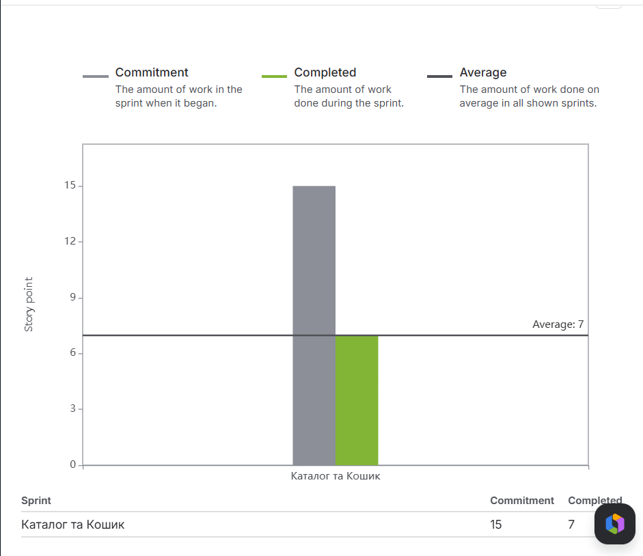 Commitment
The amount of work in the
sprint when it began.
Completed
The amount of work
done during the sprint.
Average
The amount of work done on
average in all shown sprints.
Story point
15
12
9
6
3
0
Average: 7
Каталог та Кошик
Sprint Commitment Completed
Каталог та Кошик 15 7